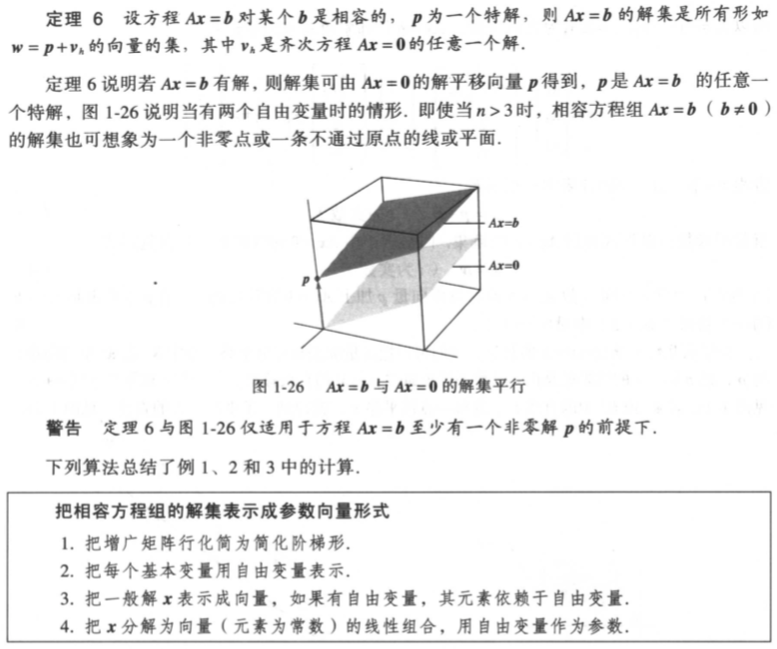 定理 6 设方程 Ax=b 对某个 b 是相容的, p 为一个特解, 则 Ax=b 的解集是所有形如
w=p+vₕ 的向量的集, 其中 vₕ 是齐次方程 Ax=0 的任意一个解.
定理 6 说明若 Ax=b 有解, 则解集可由 Ax=0 的解平移向量 p 得到, p 是 Ax=b 的任意一
个特解, 图 1-26 说明当有两个自由变量时的情形. 即使当 n>3 时, 相容方程组 Ax=b ( b≠0 )
的解集也可想象为一个非零点或一条不通过原点的线或平面.
Ax=b
Ax=0
p
图 1-26 Ax=b 与 Ax=0 的解集平行
警告 定理 6 与图 1-26 仅适用于方程 Ax=b 至少有一个非零解 p 的前提下.
下列算法总结了例 1、2 和 3 中的计算.
把相容方程组的解集表示成参数向量形式
1. 把增广矩阵行化简为简化阶梯形.
2. 把每个基本变量用自由变量表示.
3. 把一般解 x 表示成向量, 如果有自由变量, 其元素依赖于自由变量.
4. 把 x 分解为向量 ( 元素为常数 ) 的线性组合, 用自由变量作为参数.